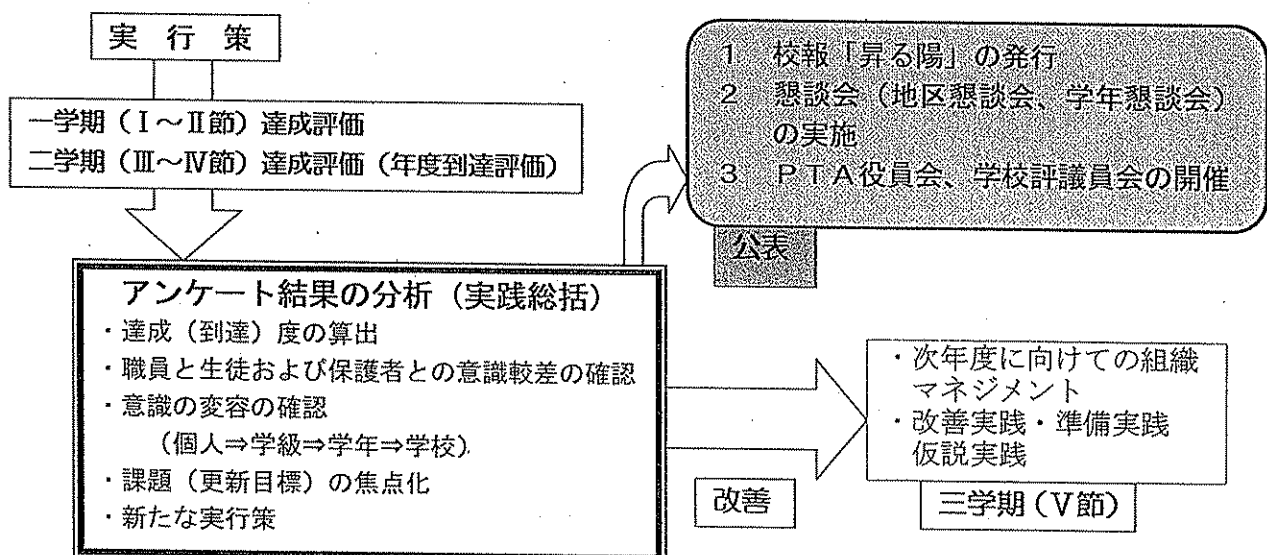 実 行 策
一学期（Ⅰ～Ⅱ節）達成評価
二学期（Ⅲ～Ⅳ節）達成評価（年度到達評価）
1 校報「昇る陽」の発行
2 懇談会（地区懇談会、学年懇談会）
の実施
3 ＰＴＡ役員会、学校評議員会の開催
公表
アンケート結果の分析（実践総括）
・達成（到達）度の算出
・職員と生徒および保護者との意識較差の確認
・意識の変容の確認
（個人⇒学級⇒学年⇒学校）
・課題（更新目標）の焦点化
・新たな実行策
改善
・次年度に向けての組織
マネジメント
・改善実践・準備実践
仮説実践
三学期（Ⅴ節）